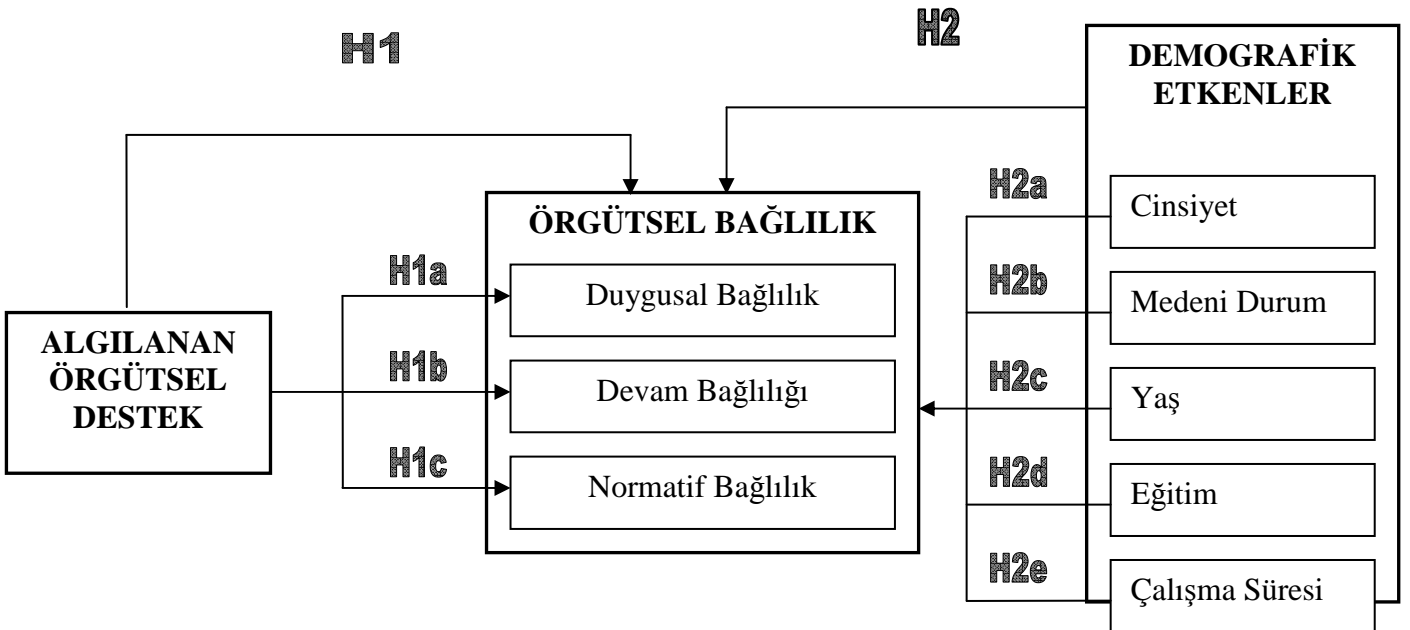 H1
H2
DEMOGRAFİK
ETKENLER
H2a
Cinsiyet
ÖRGÜTSEL BAĞLILIK
H1a
Duygusal Bağlılık
H2b
Medeni Durum
ALGILANAN
ÖRGÜTSEL
DESTEK
H1b
Devam Bağlılığı
H2c
Yaş
H1c
Normatif Bağlılık
H2d
Eğitim
H2e
Çalışma Süresi